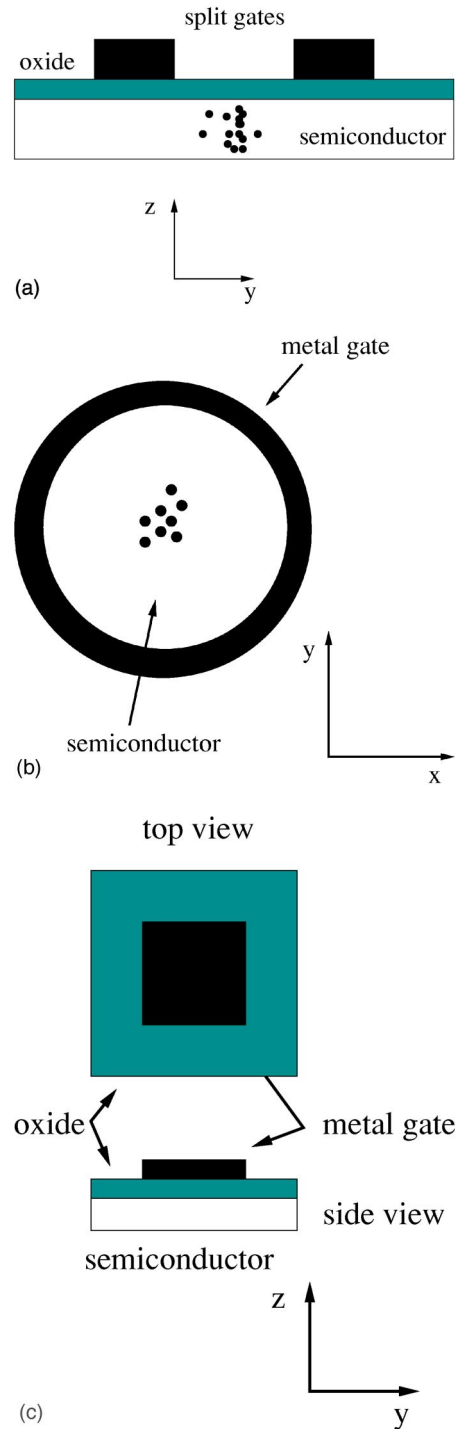 split gates
oxide
semiconductor
z
y
(a)
metal gate
y
semiconductor
(b)
x
top view
oxide
metal gate
side view
semiconductor
z
(c)
y